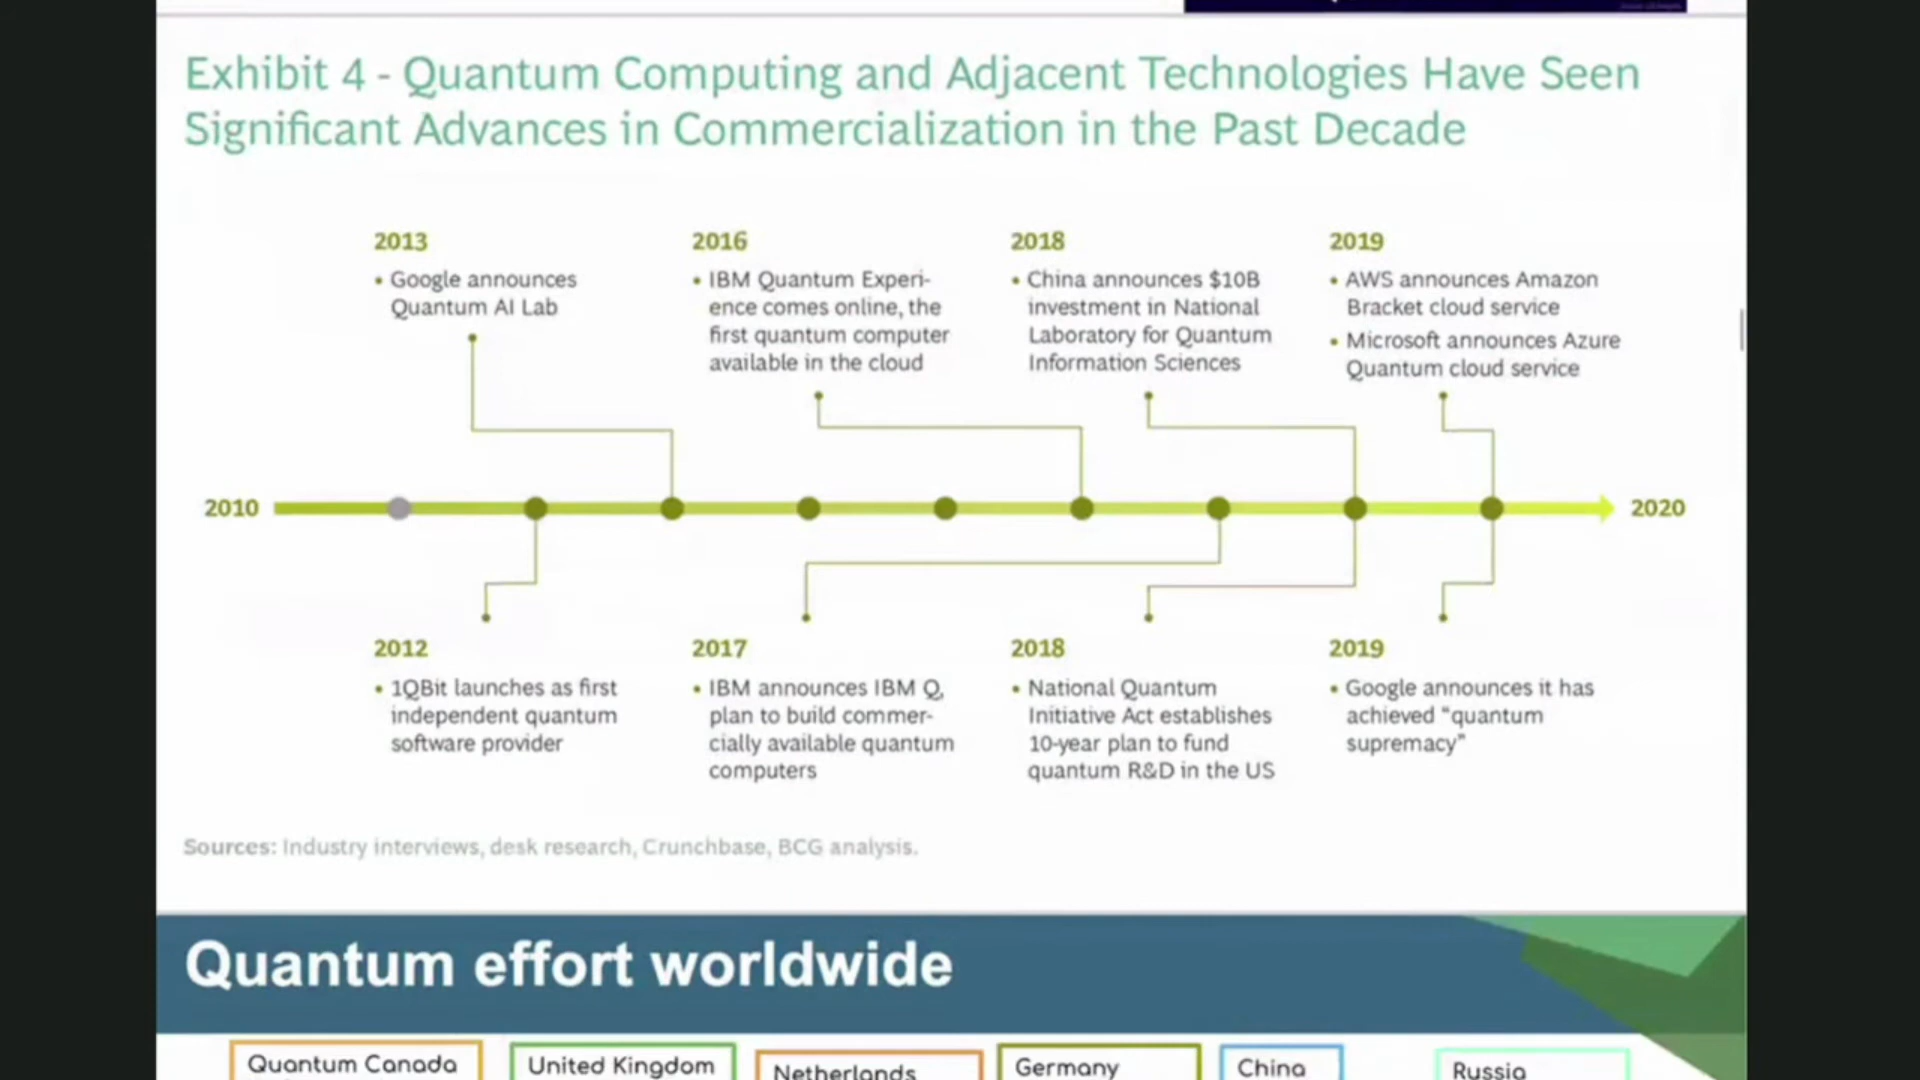 Exhibit 4 - Quantum Computing and Adjacent Technologies Have Seen
Significant Advances in Commercialization in the Past Decade
2013
• Google announces
Quantum AI Lab
2016
• IBM Quantum Experi-
ence comes online, the
first quantum computer
available in the cloud
2018
• China announces $10B
investment in National
Laboratory for Quantum
Information Sciences
2019
• AWS announces Amazon
Bracket cloud service
• Microsoft announces Azure
Quantum cloud service
2010
2020
2012
• 1QBit launches as first
independent quantum
software provider
2017
• IBM announces IBM Q,
plan to build commer-
cially available quantum
computers
2018
• National Quantum
Initiative Act establishes
10-year plan to fund
quantum R&D in the US
2019
• Google announces it has
achieved “quantum
supremacy”
Sources: Industry interviews, desk research, Crunchbase, BCG analysis.
Quantum effort worldwide
Quantum Canada
United Kingdom
Netherlands
Germany
China
Russia